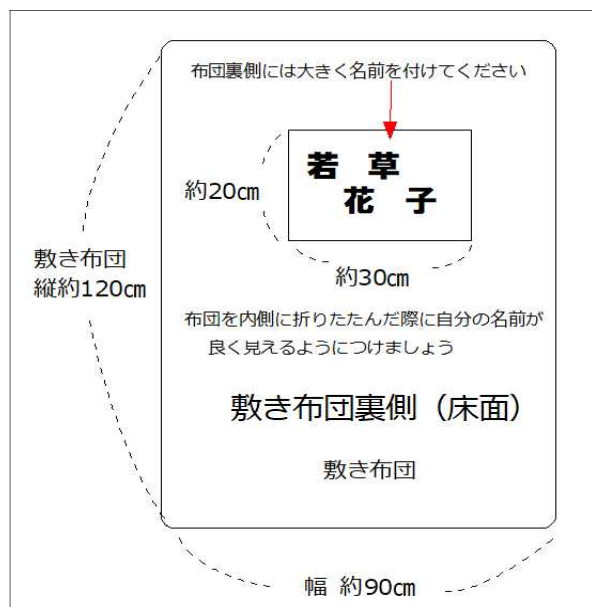 布団裏側には大きく名前を付けてください
若 草
花 子
約20㎝
約30㎝
敷き布団
縦約120㎝
布団を内側に折りたたんだ際に自分の名前が
良く見えるようにつけましょう
敷き布団裏側（床面）
敷き布団
幅 約90㎝